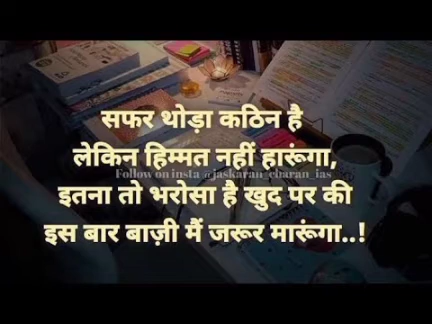 सफर थोड़ा कठिन है
लेकिन हिम्मत नहीं हारूंगा,
Follow on insta @jaskaran_charan_ias
इतना तो भरोसा है खुद पर की
इस बार बाज़ी मैं जरूर मारूंगा..!